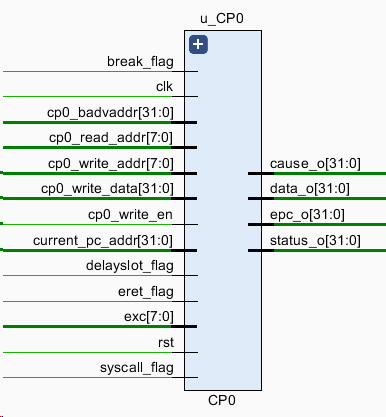 u_CP0
break_flag
clk
cp0_badvaddr[31:0]
cp0_read_addr[7:0]
cp0_write_addr[7:0]
cause_o[31:0]
cp0_write_data[31:0]
data_o[31:0]
cp0_write_en
epc_o[31:0]
current_pc_addr[31:0]
status_o[31:0]
delayslot_flag
eret_flag
exc[7:0]
rst
syscall_flag
CP0